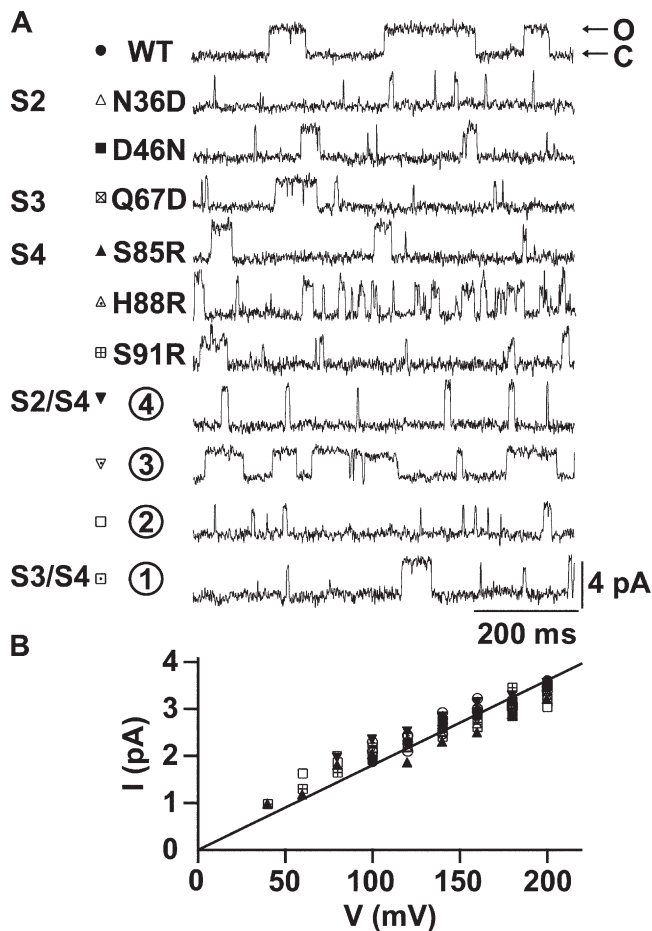 A
← O
WT
← C
S2 N36D
D46N
S3 Q67D
S4 S85R
H88R
S91R
S2/S4 4
3
2
S3/S4 1
4 pA
200 ms
B
4
3
2
1
0
I (pA)
0 50 100 150 200
V (mV)